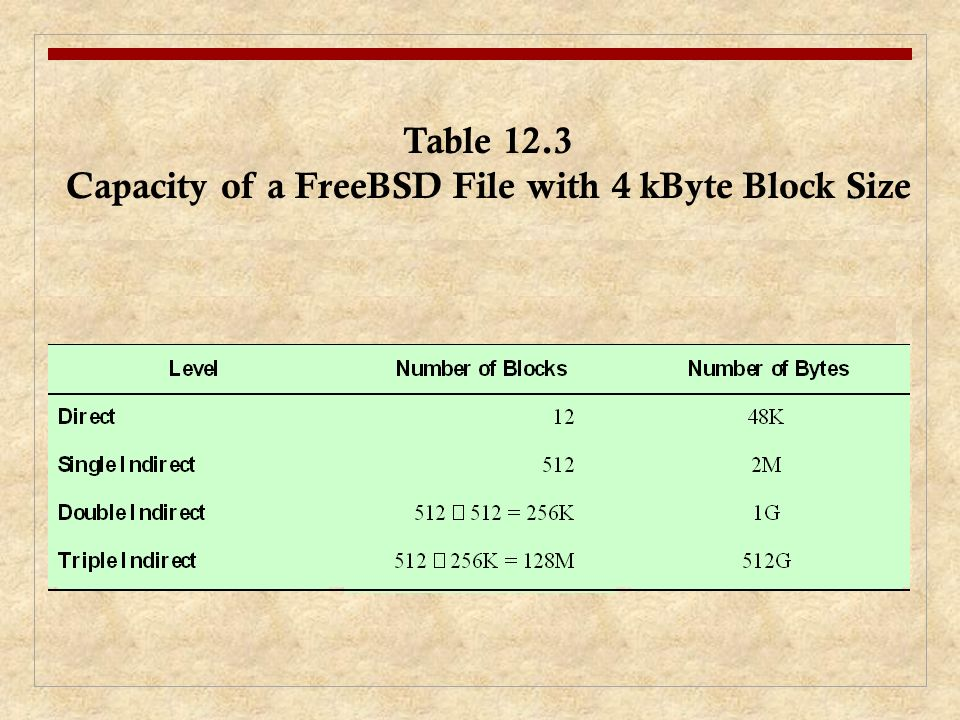 Table 12.3
Capacity of a FreeBSD File with 4 kByte Block Size
Level Number of Blocks Number of Bytes
Direct 12 48K
Single Indirect 512 2M
Double Indirect 512 □ 512 = 256K 1G
Triple Indirect 512 □ 256K = 128M 512G